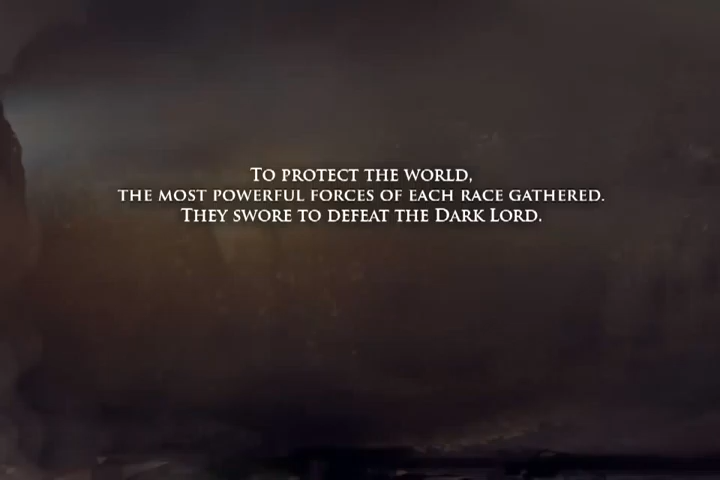 To protect the world,
the most powerful forces of each race gathered.
They swore to defeat the Dark Lord.